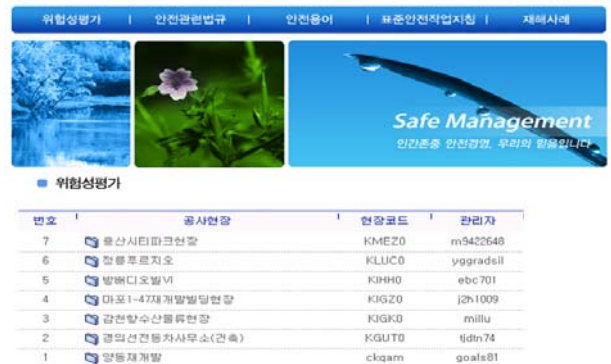 위험성평가 | 안전관련법규 | 안전용어 | 표준안전작업지침 | 재해사례
Safe Management
인간존중 안전경영, 우리의 믿음입니다
위험성평가
번호 공사현장 현장코드 관리자
7 용산시티파크현장 KMEZ0 m9422648
6 정릉푸르지오 KLUC0 yggradsil
5 방배디오빌VI KIHH0 ebc701
4 마포1-47재개발빌딩현장 KIGZ0 j2h1009
3 감천항수산물류현장 KIGK0 millu
2 경의선전동차사무소(건축) KGUT0 tjdtn74
1 양동재개발 ckqam goals81